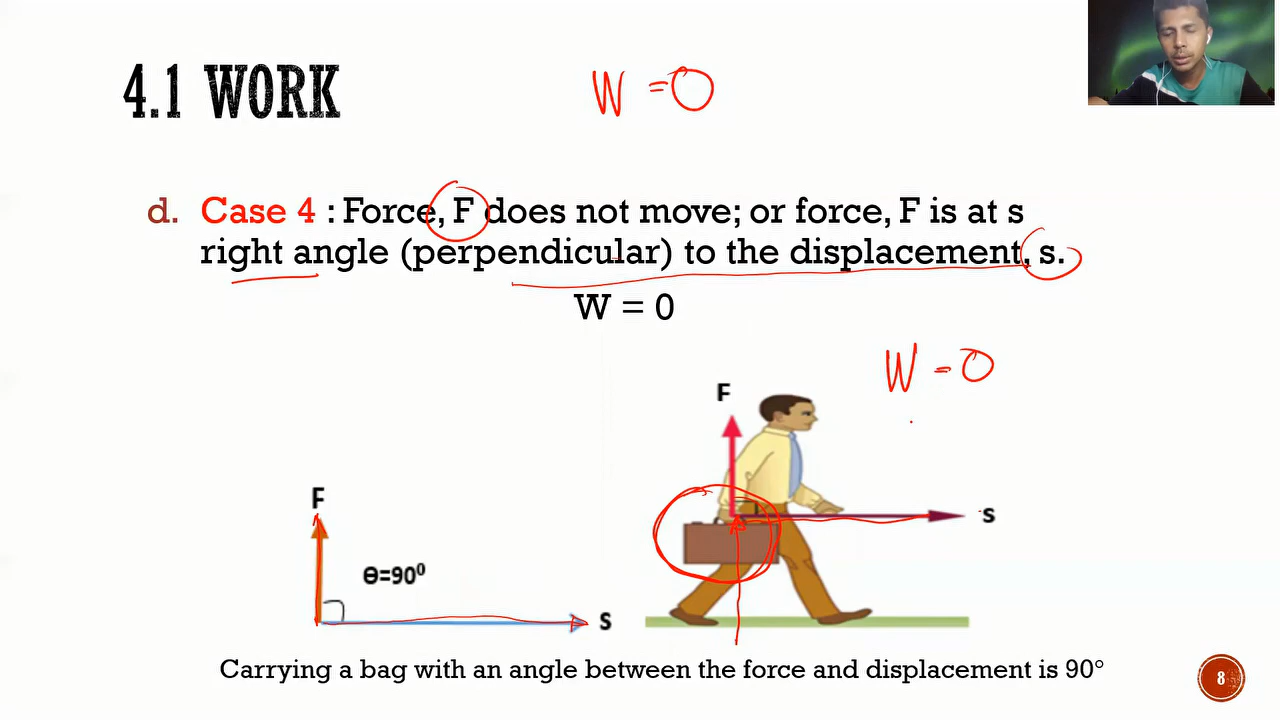 4.1 WORK
W = 0
d. Case 4 : Force, F does not move; or force, F is at s
right angle (perpendicular) to the displacement, s.
W = 0
W = 0
F
s
F
Θ=90⁰
S
Carrying a bag with an angle between the force and displacement is 90°
8